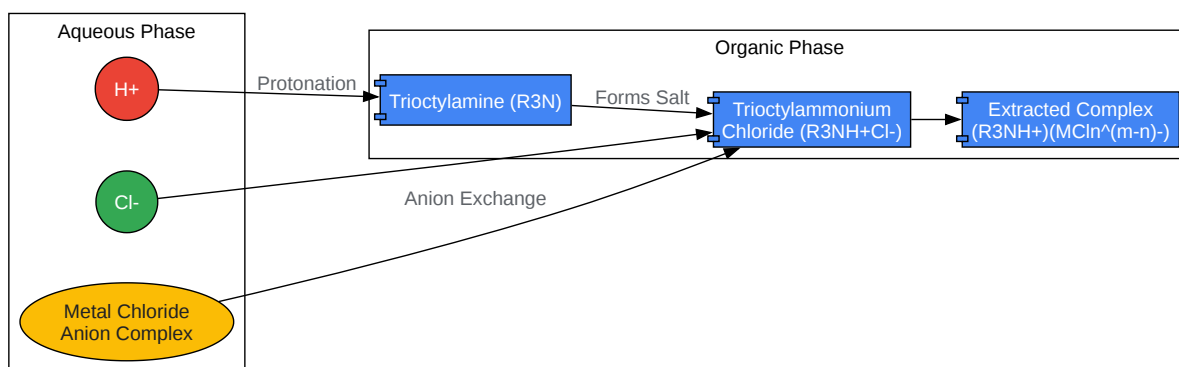 Aqueous Phase
H+
Cl-
Metal Chloride
Anion Complex
Protonation
Anion Exchange
Organic Phase
Trioctylamine (R3N)
Forms Salt
Trioctylammonium
Chloride (R3NH+Cl-)
Extracted Complex
(R3NH+)(MCln^(m-n)-)